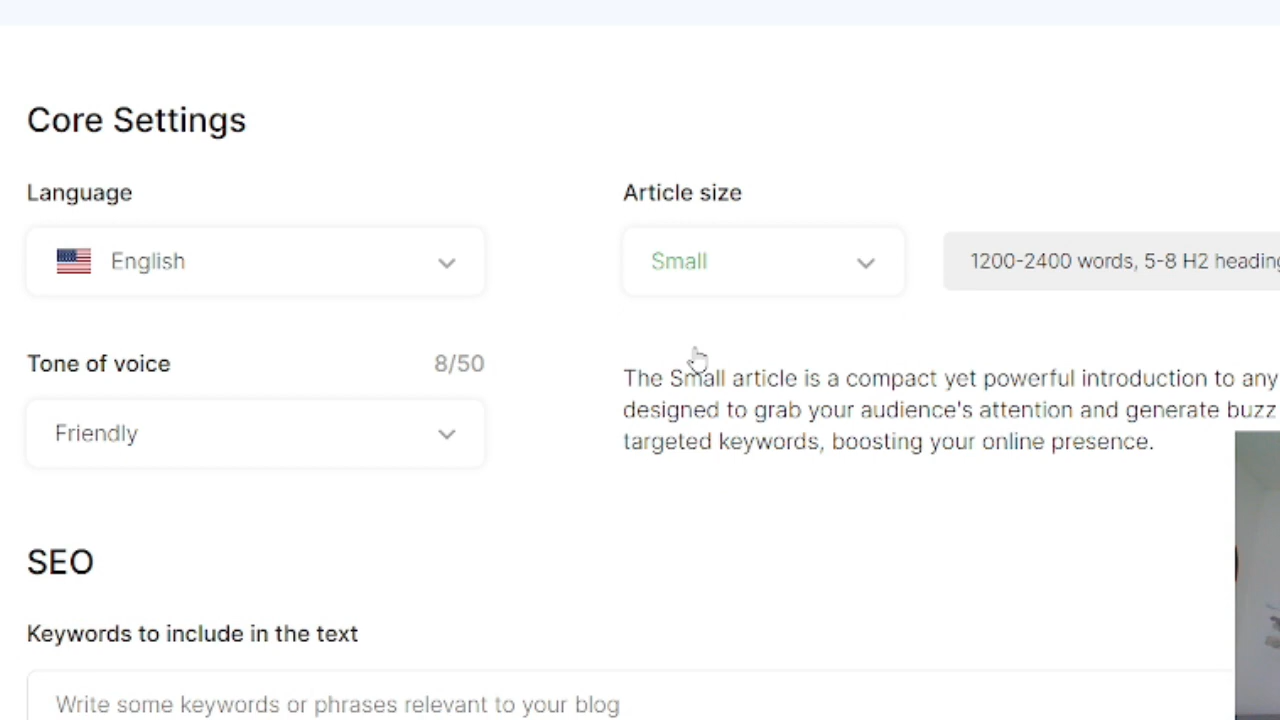 Core Settings
Language
Article size
English
Small
1200-2400 words, 5-8 H2 heading
Tone of voice
8/50
Friendly
The Small article is a compact yet powerful introduction to any
designed to grab your audience's attention and generate buzz
targeted keywords, boosting your online presence.
SEO
Keywords to include in the text
Write some keywords or phrases relevant to your blog